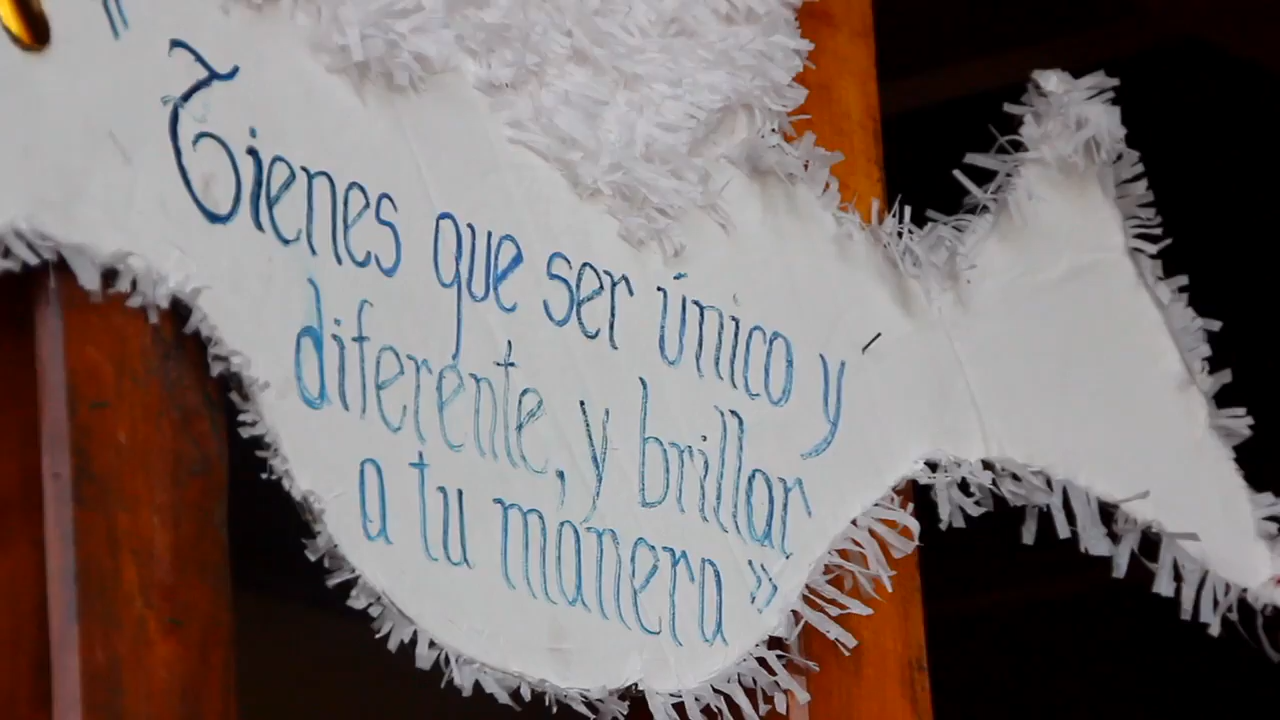 "Tienes que ser único y
diferente, y brillar
a tu manera"